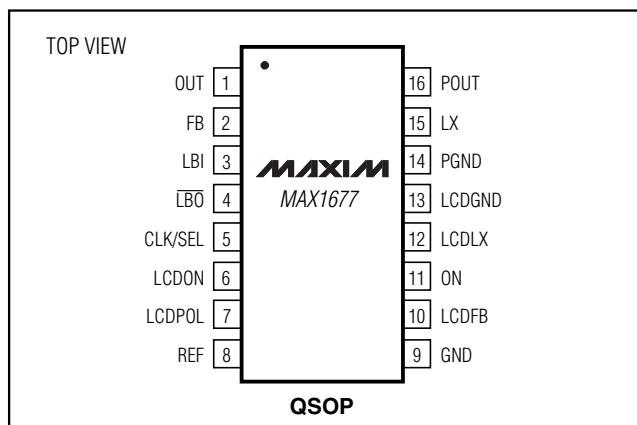 TOP VIEW
OUT 1
FB 2
LBI 3
L̅B̅O̅ 4
CLK/SEL 5
LCDON 6
LCDPOL 7
REF 8
MAXIM
MAX1677
16 POUT
15 LX
14 PGND
13 LCDGND
12 LCDLX
11 ON
10 LCDFB
9 GND
QSOP